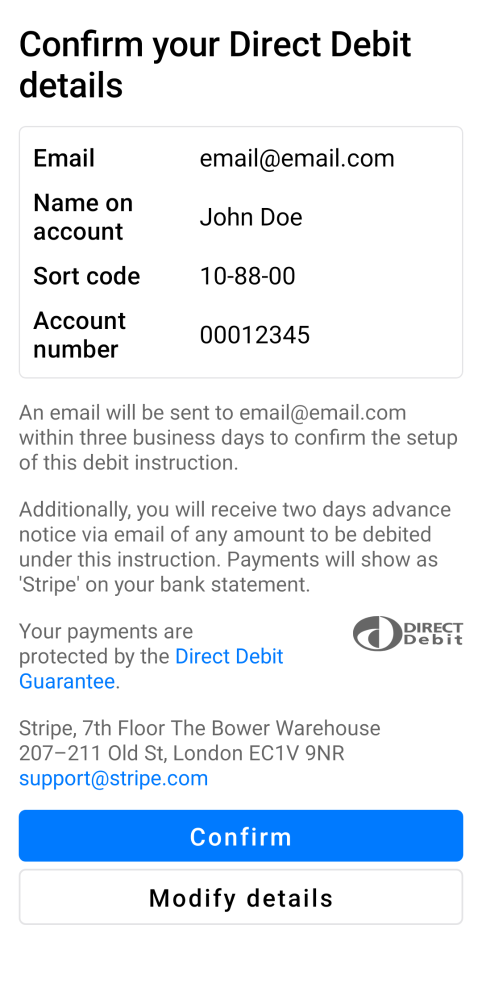 Confirm your Direct Debit
details
Email email@email.com
Name on
account John Doe
Sort code 10-88-00
Account
number 00012345
An email will be sent to email@email.com
within three business days to confirm the setup
of this debit instruction.
Additionally, you will receive two days advance
notice via email of any amount to be debited
under this instruction. Payments will show as
'Stripe' on your bank statement.
Your payments are
protected by the Direct Debit
Guarantee.
DIRECT
Debit
Stripe, 7th Floor The Bower Warehouse
207–211 Old St, London EC1V 9NR
support@stripe.com
Confirm
Modify details